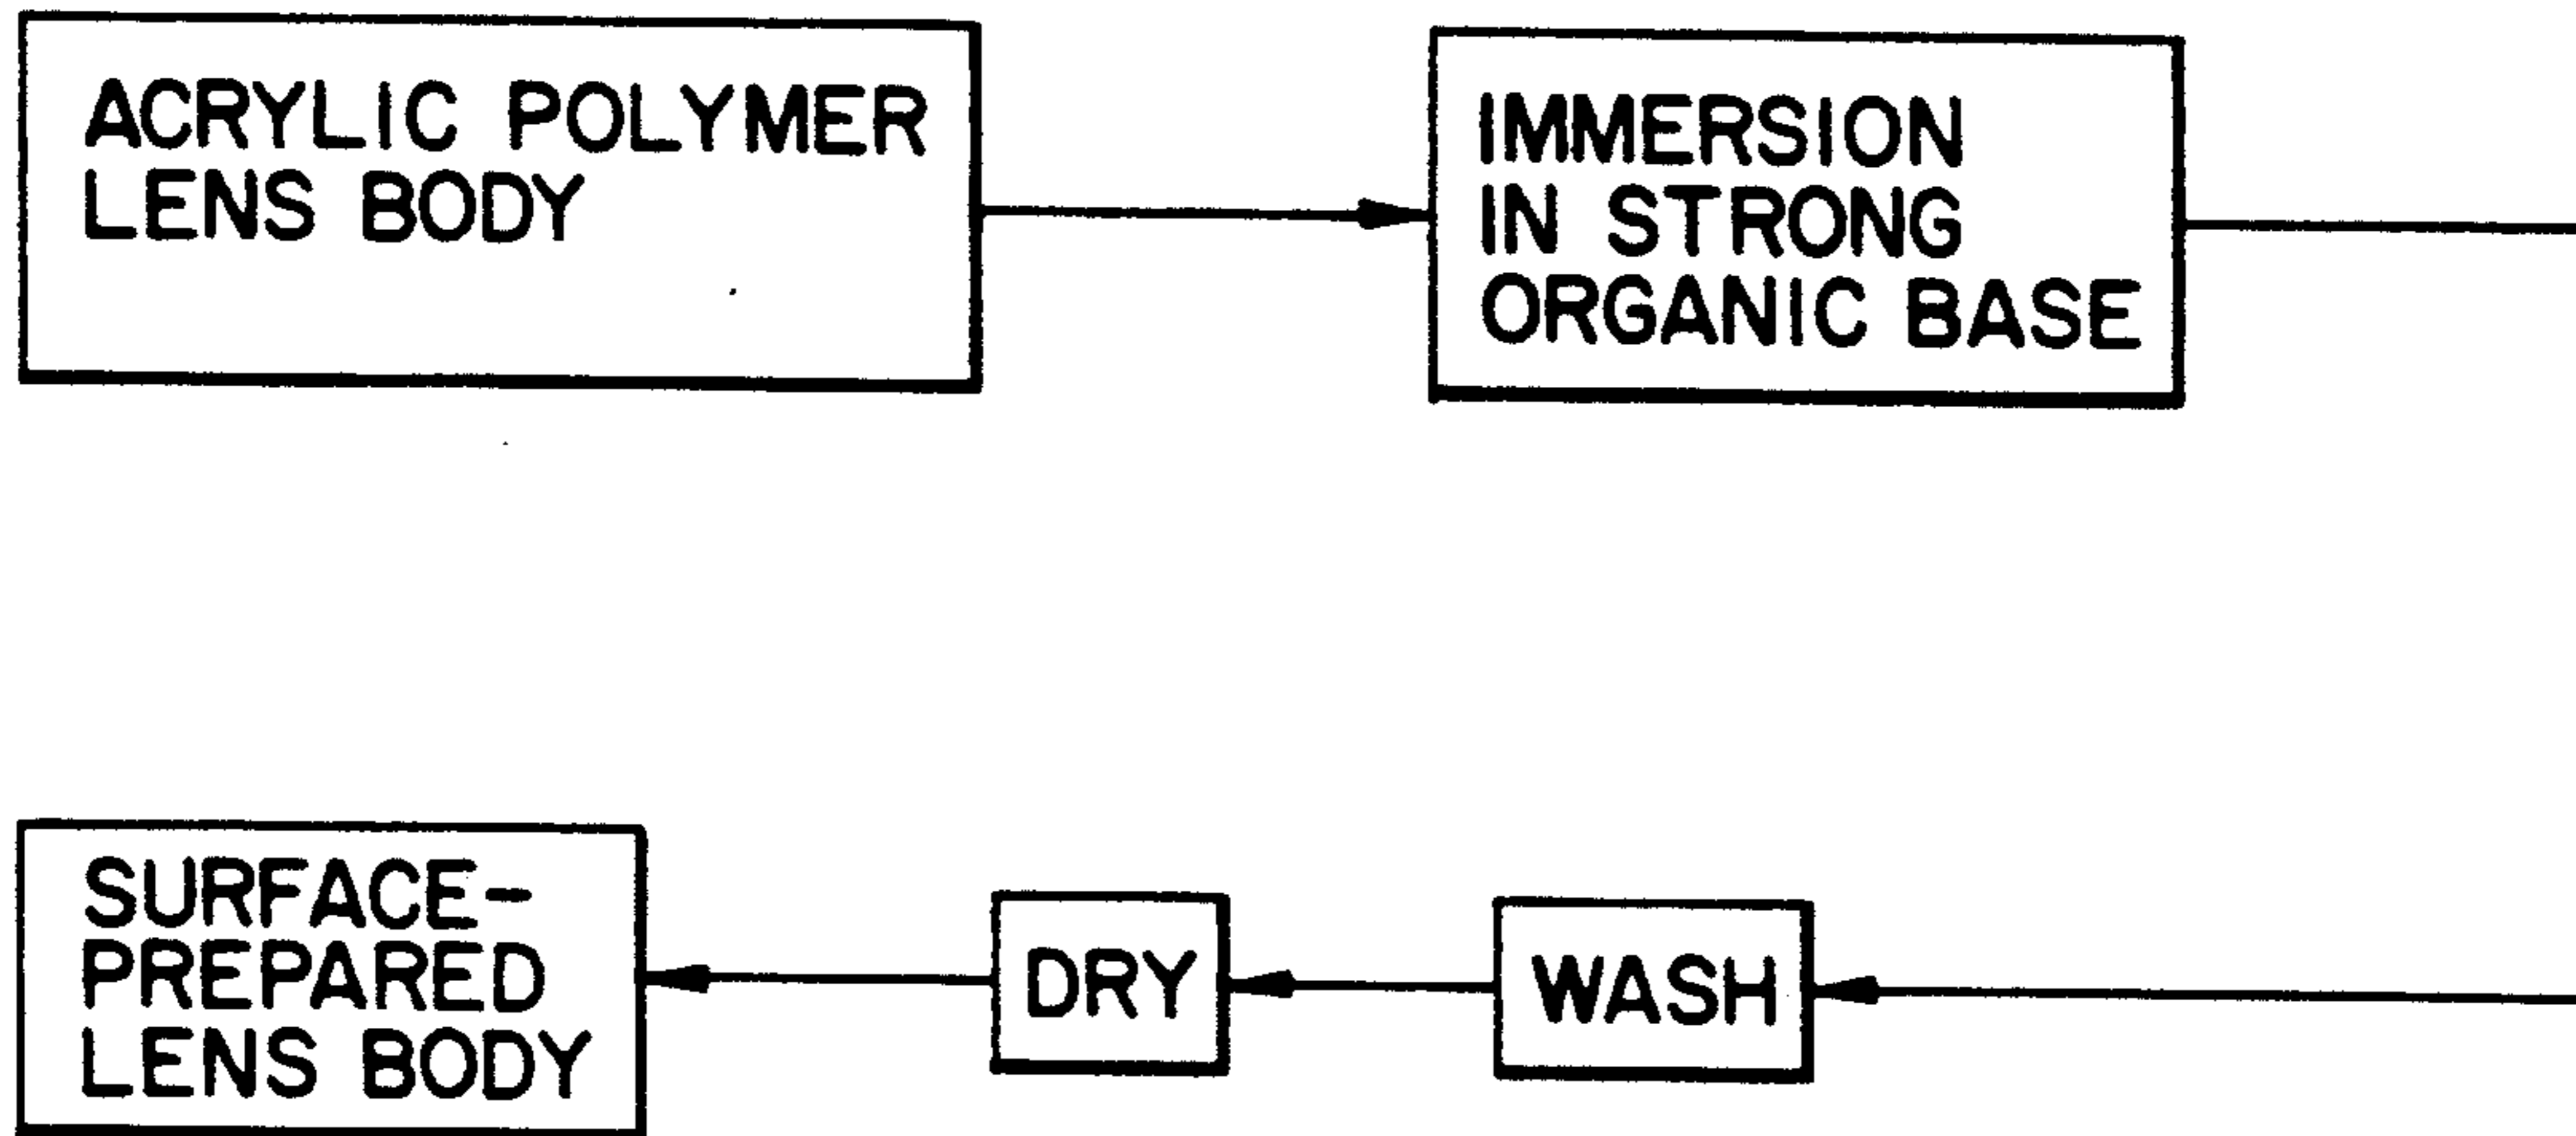 ACRYLIC POLYMER
LENS BODY
IMMERSION
IN STRONG
ORGANIC BASE
SURFACE-
PREPARED
LENS BODY
DRY
WASH